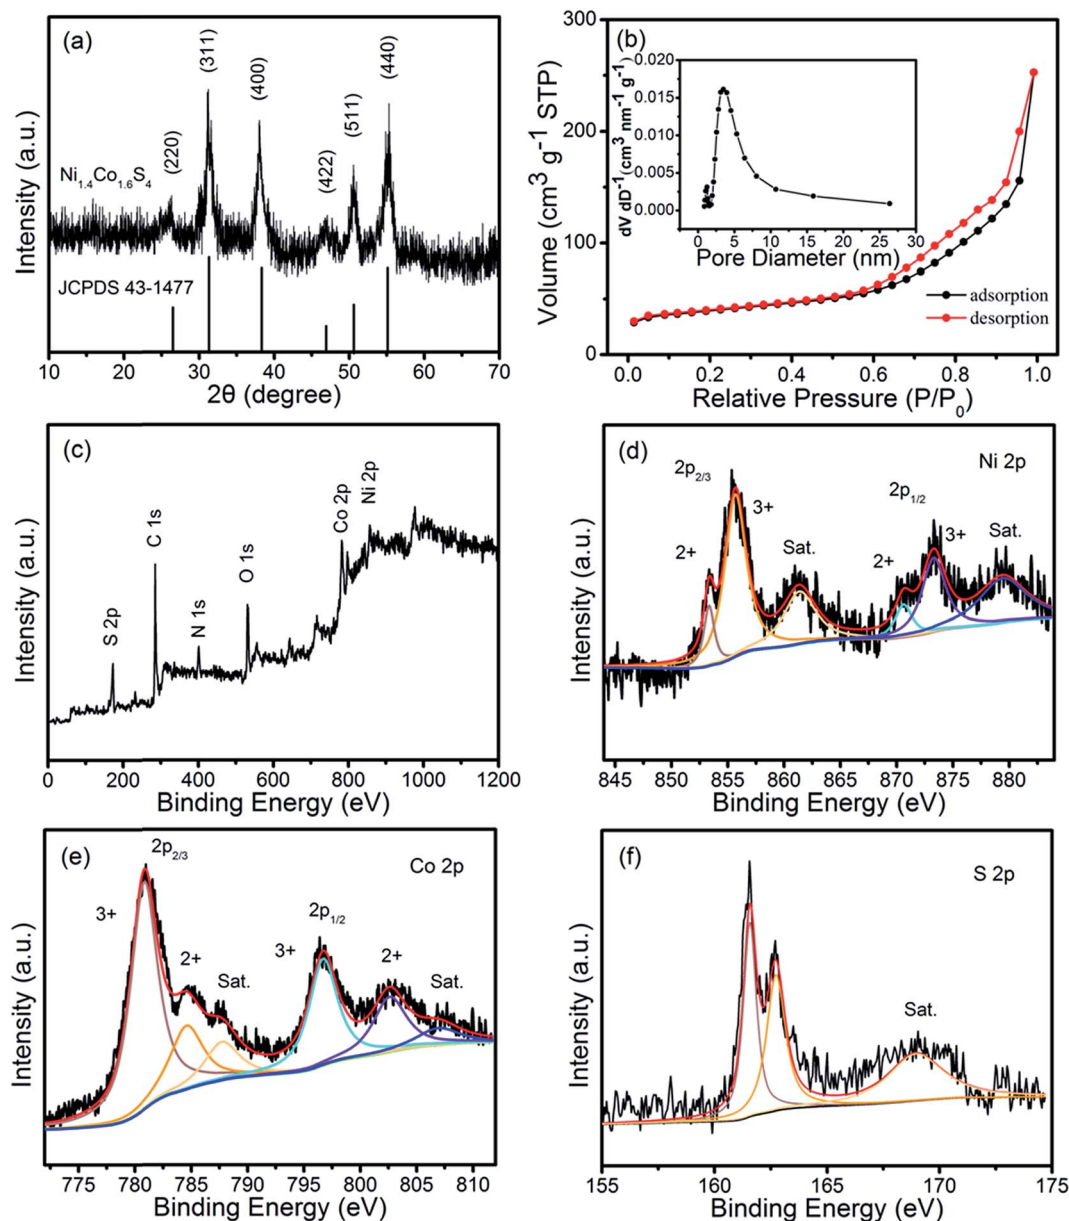 (a)
(220)
(311)
(400)
(422)
(511)
(440)
Ni1.4Co1.6S4
JCPDS 43-1477
Intensity (a.u.)
10 20 30 40 50 60 70
2θ (degree)
(b)
Volume (cm³ g⁻¹ STP)
300
200
100
0
0.0 0.2 0.4 0.6 0.8 1.0
Relative Pressure (P/P0)
dV dD⁻¹(cm³ nm⁻¹ g⁻¹)
0.020
0.015
0.010
0.005
0.000
0 5 10 15 20 25 30
Pore Diameter (nm)
adsorption
desorption
(c)
Intensity (a.u.)
S 2p
C 1s
N 1s
O 1s
Co 2p
Ni 2p
0 200 400 600 800 1000 1200
Binding Energy (eV)
(d)
Ni 2p
Intensity (a.u.)
2p2/3
2+
3+
Sat.
2p1/2
2+
3+
Sat.
845 850 855 860 865 870 875 880
Binding Energy (eV)
(e)
Co 2p
Intensity (a.u.)
2p2/3
3+
2+
Sat.
2p1/2
3+
2+
Sat.
775 780 785 790 795 800 805 810
Binding Energy (eV)
(f)
S 2p
Intensity (a.u.)
Sat.
155 160 165 170 175
Binding Energy (eV)